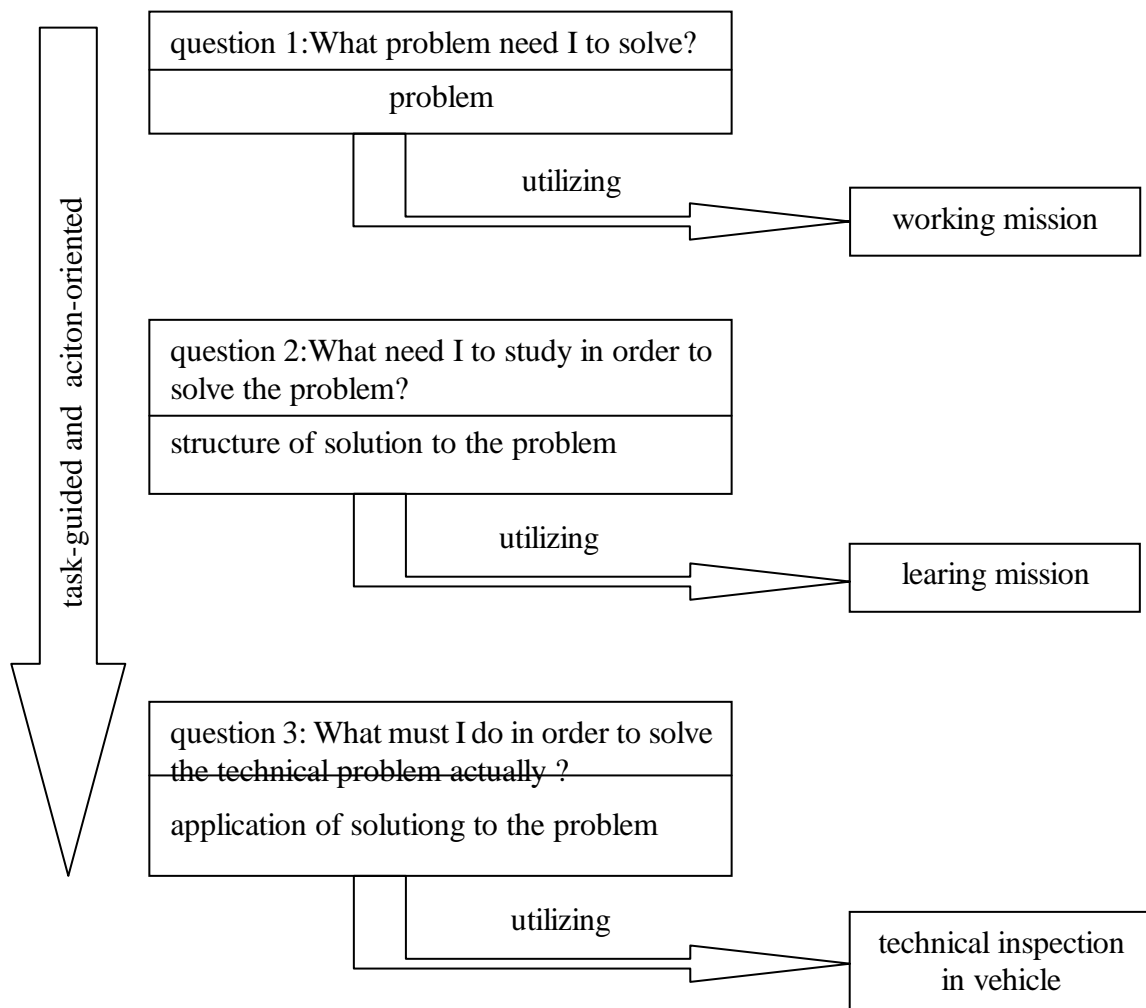 question 1:What problem need I to solve?
problem
utilizing
working mission
task-guided and aciton-oriented
question 2:What need I to study in order to
solve the problem?
structure of solution to the problem
utilizing
learing mission
question 3: What must I do in order to solve
the technical problem actually ?
application of solutiong to the problem
utilizing
technical inspection
in vehicle